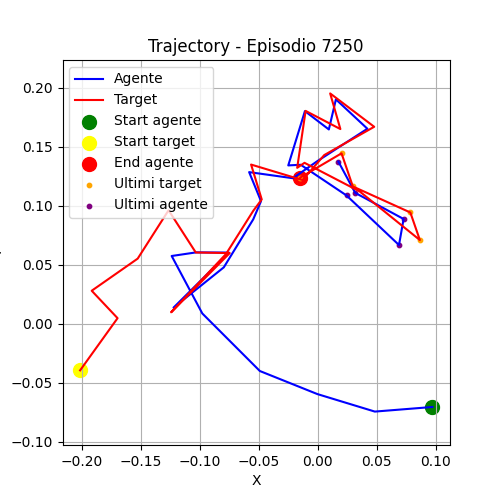 Trajectory - Episodio 7250
Agente
Target
Start agente
Start target
End agente
Ultimi target
Ultimi agente
0.20
0.15
0.10
0.05
0.00
−0.05
−0.10
−0.20
−0.15
−0.10
−0.05
0.00
0.05
0.10
X